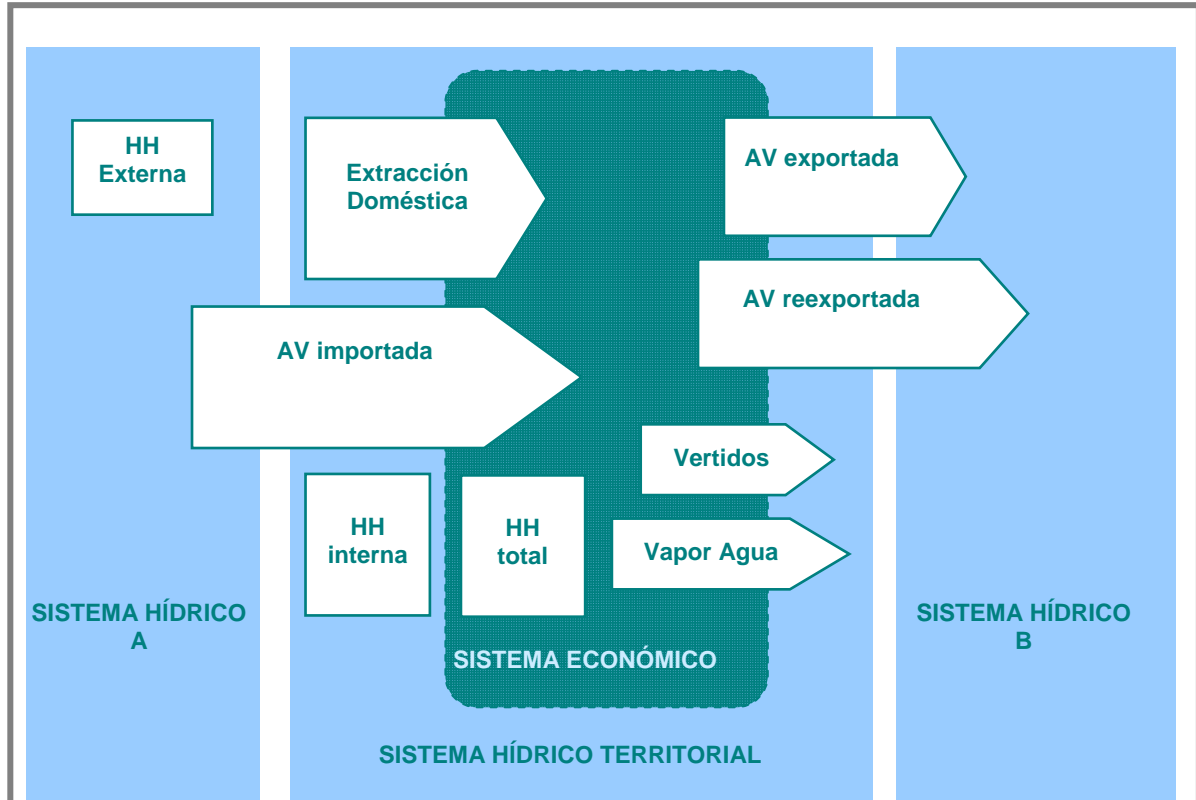 HH
Externa
Extracción
Doméstica
AV exportada
AV reexportada
AV importada
Vertidos
HH
interna
HH
total
Vapor Agua
SISTEMA HÍDRICO
A
SISTEMA ECONÓMICO
SISTEMA HÍDRICO
B
SISTEMA HÍDRICO TERRITORIAL